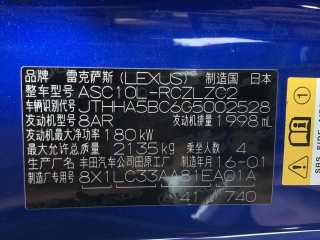 品牌 雷克萨斯(LEXUS) 制造国 日本
整车型号 ASC10L-RCZLZC2
车辆识别代号 JTHHA5BC6G5002528
发动机型号 8AR 发动机排量 1998 mL
发动机最大净功率 180 kW
最大允许总质量 2135 kg 乘坐人数 4
生产厂名 丰田汽车公司田原工厂 制造年月 16-01
制造厂专用号 8X1LC33AA81EA01A
41 740
SRS